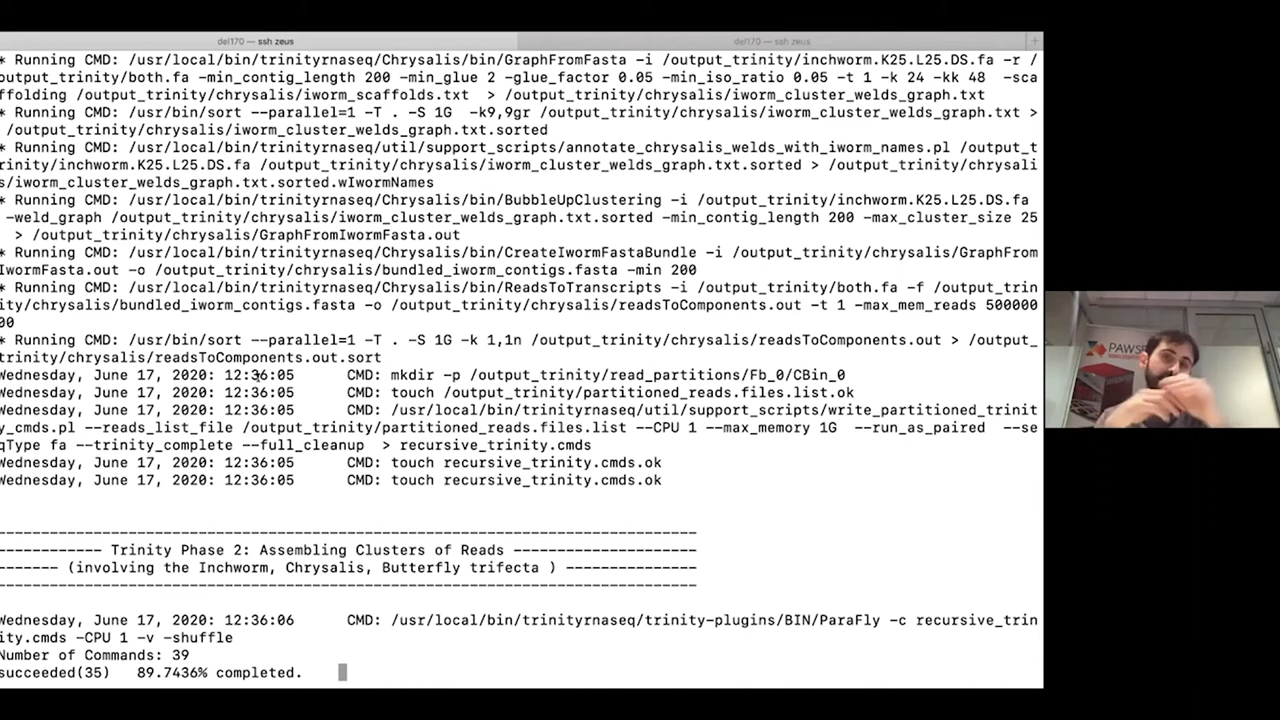 del170 — ssh zeus
del170 — ssh zeus
+
* Running CMD: /usr/local/bin/trinityrnaseq/Chrysalis/bin/GraphFromFasta -i /output_trinity/inchworm.K25.L25.DS.fa -r /
output_trinity/both.fa -min_contig_length 200 -min_glue 2 -glue_factor 0.05 -min_iso_ratio 0.05 -t 1 -k 24 -kk 48  -sca
ffolding /output_trinity/chrysalis/iworm_scaffolds.txt  > /output_trinity/chrysalis/iworm_cluster_welds_graph.txt
* Running CMD: /usr/bin/sort --parallel=1 -T . -S 1G  -k9,9gr /output_trinity/chrysalis/iworm_cluster_welds_graph.txt >
/output_trinity/chrysalis/iworm_cluster_welds_graph.txt.sorted
* Running CMD: /usr/local/bin/trinityrnaseq/util/support_scripts/annotate_chrysalis_welds_with_iworm_names.pl /output_t
rinity/inchworm.K25.L25.DS.fa /output_trinity/chrysalis/iworm_cluster_welds_graph.txt.sorted > /output_trinity/chrysali
s/iworm_cluster_welds_graph.txt.sorted.wIwormNames
* Running CMD: /usr/local/bin/trinityrnaseq/Chrysalis/bin/BubbleUpClustering -i /output_trinity/inchworm.K25.L25.DS.fa
-weld_graph /output_trinity/chrysalis/iworm_cluster_welds_graph.txt.sorted -min_contig_length 200 -max_cluster_size 25
> /output_trinity/chrysalis/GraphFromIwormFasta.out
* Running CMD: /usr/local/bin/trinityrnaseq/Chrysalis/bin/CreateIwormFastaBundle -i /output_trinity/chrysalis/GraphFrom
IwormFasta.out -o /output_trinity/chrysalis/bundled_iworm_contigs.fasta -min 200
* Running CMD: /usr/local/bin/trinityrnaseq/Chrysalis/bin/ReadsToTranscripts -i /output_trinity/both.fa -f /output_trin
ity/chrysalis/bundled_iworm_contigs.fasta -o /output_trinity/chrysalis/readsToComponents.out -t 1 -max_mem_reads 500000
00
* Running CMD: /usr/bin/sort --parallel=1 -T . -S 1G -k 1,1n /output_trinity/chrysalis/readsToComponents.out > /output_
trinity/chrysalis/readsToComponents.out.sort
Wednesday, June 17, 2020: 12:36:05      CMD: mkdir -p /output_trinity/read_partitions/Fb_0/CBin_0
Wednesday, June 17, 2020: 12:36:05      CMD: touch /output_trinity/partitioned_reads.files.list.ok
Wednesday, June 17, 2020: 12:36:05      CMD: /usr/local/bin/trinityrnaseq/util/support_scripts/write_partitioned_trinit
y_cmds.pl --reads_list_file /output_trinity/partitioned_reads.files.list --CPU 1 --max_memory 1G  --run_as_paired  --se
qType fa --trinity_complete --full_cleanup  > recursive_trinity.cmds
Wednesday, June 17, 2020: 12:36:05      CMD: touch recursive_trinity.cmds.ok
Wednesday, June 17, 2020: 12:36:05      CMD: touch recursive_trinity.cmds.ok
--------------------------------------------------------------------------------
------------ Trinity Phase 2: Assembling Clusters of Reads ---------------------
------- (involving the Inchworm, Chrysalis, Butterfly trifecta ) ---------------
--------------------------------------------------------------------------------
Wednesday, June 17, 2020: 12:36:06      CMD: /usr/local/bin/trinityrnaseq/trinity-plugins/BIN/ParaFly -c recursive_trin
ity.cmds -CPU 1 -v -shuffle
Number of Commands: 39
succeeded(35)   89.7436% completed.